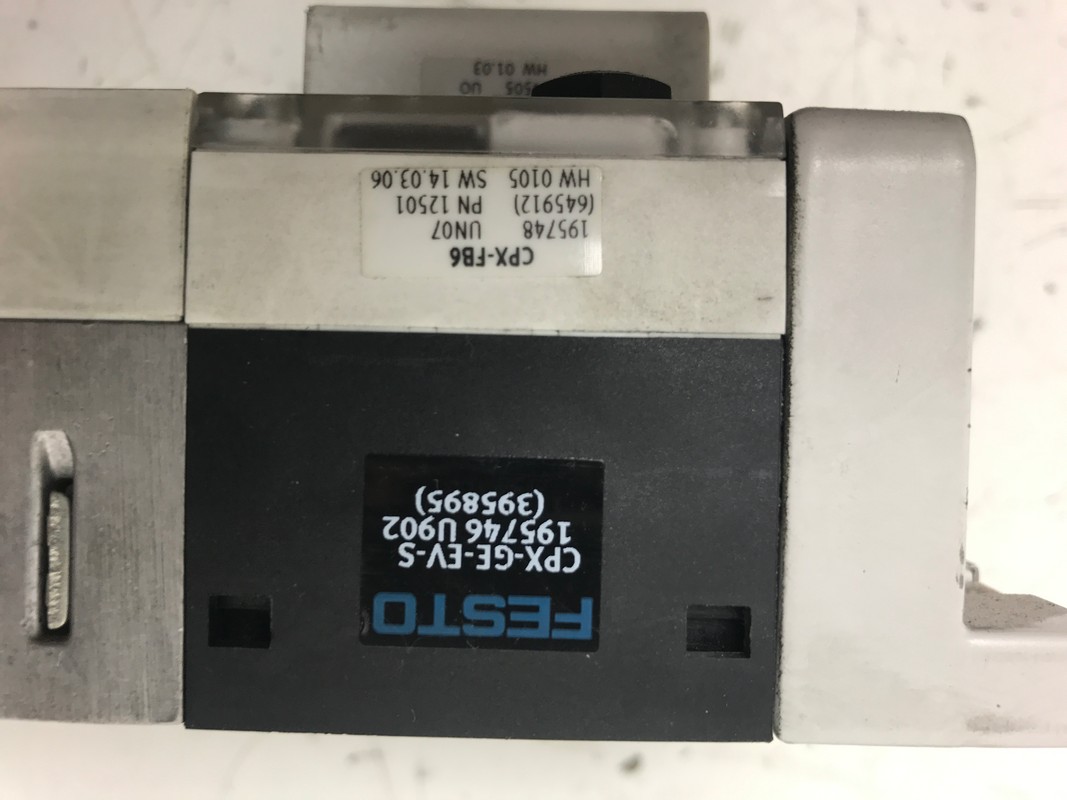 FESTO
CPX-GE-EV-S
195746 U902
(395895)
CPX-FB6
195748 UN07
(645912) PN 12501
HW 0105 SW 14.03.06
UO
HW 01.03